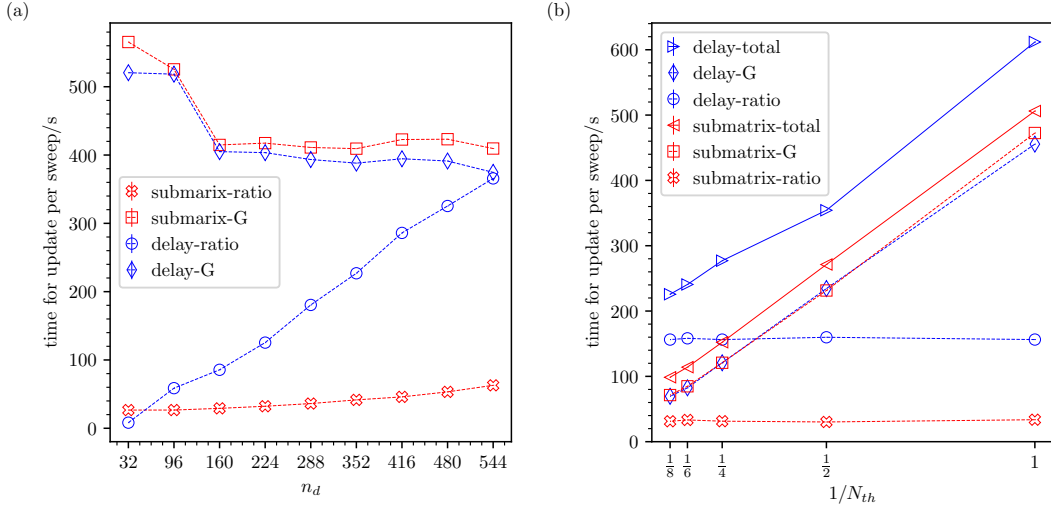 (a)
time for update per sweep/s
500
400
300
200
100
0
submarix-ratio
submarix-G
delay-ratio
delay-G
32 96 160 224 288 352 416 480 544
n_d
(b)
time for update per sweep/s
600
500
400
300
200
100
0
delay-total
delay-G
delay-ratio
submatrix-total
submatrix-G
submatrix-ratio
1/8 1/6 1/4 1/2 1
1/N_{th}